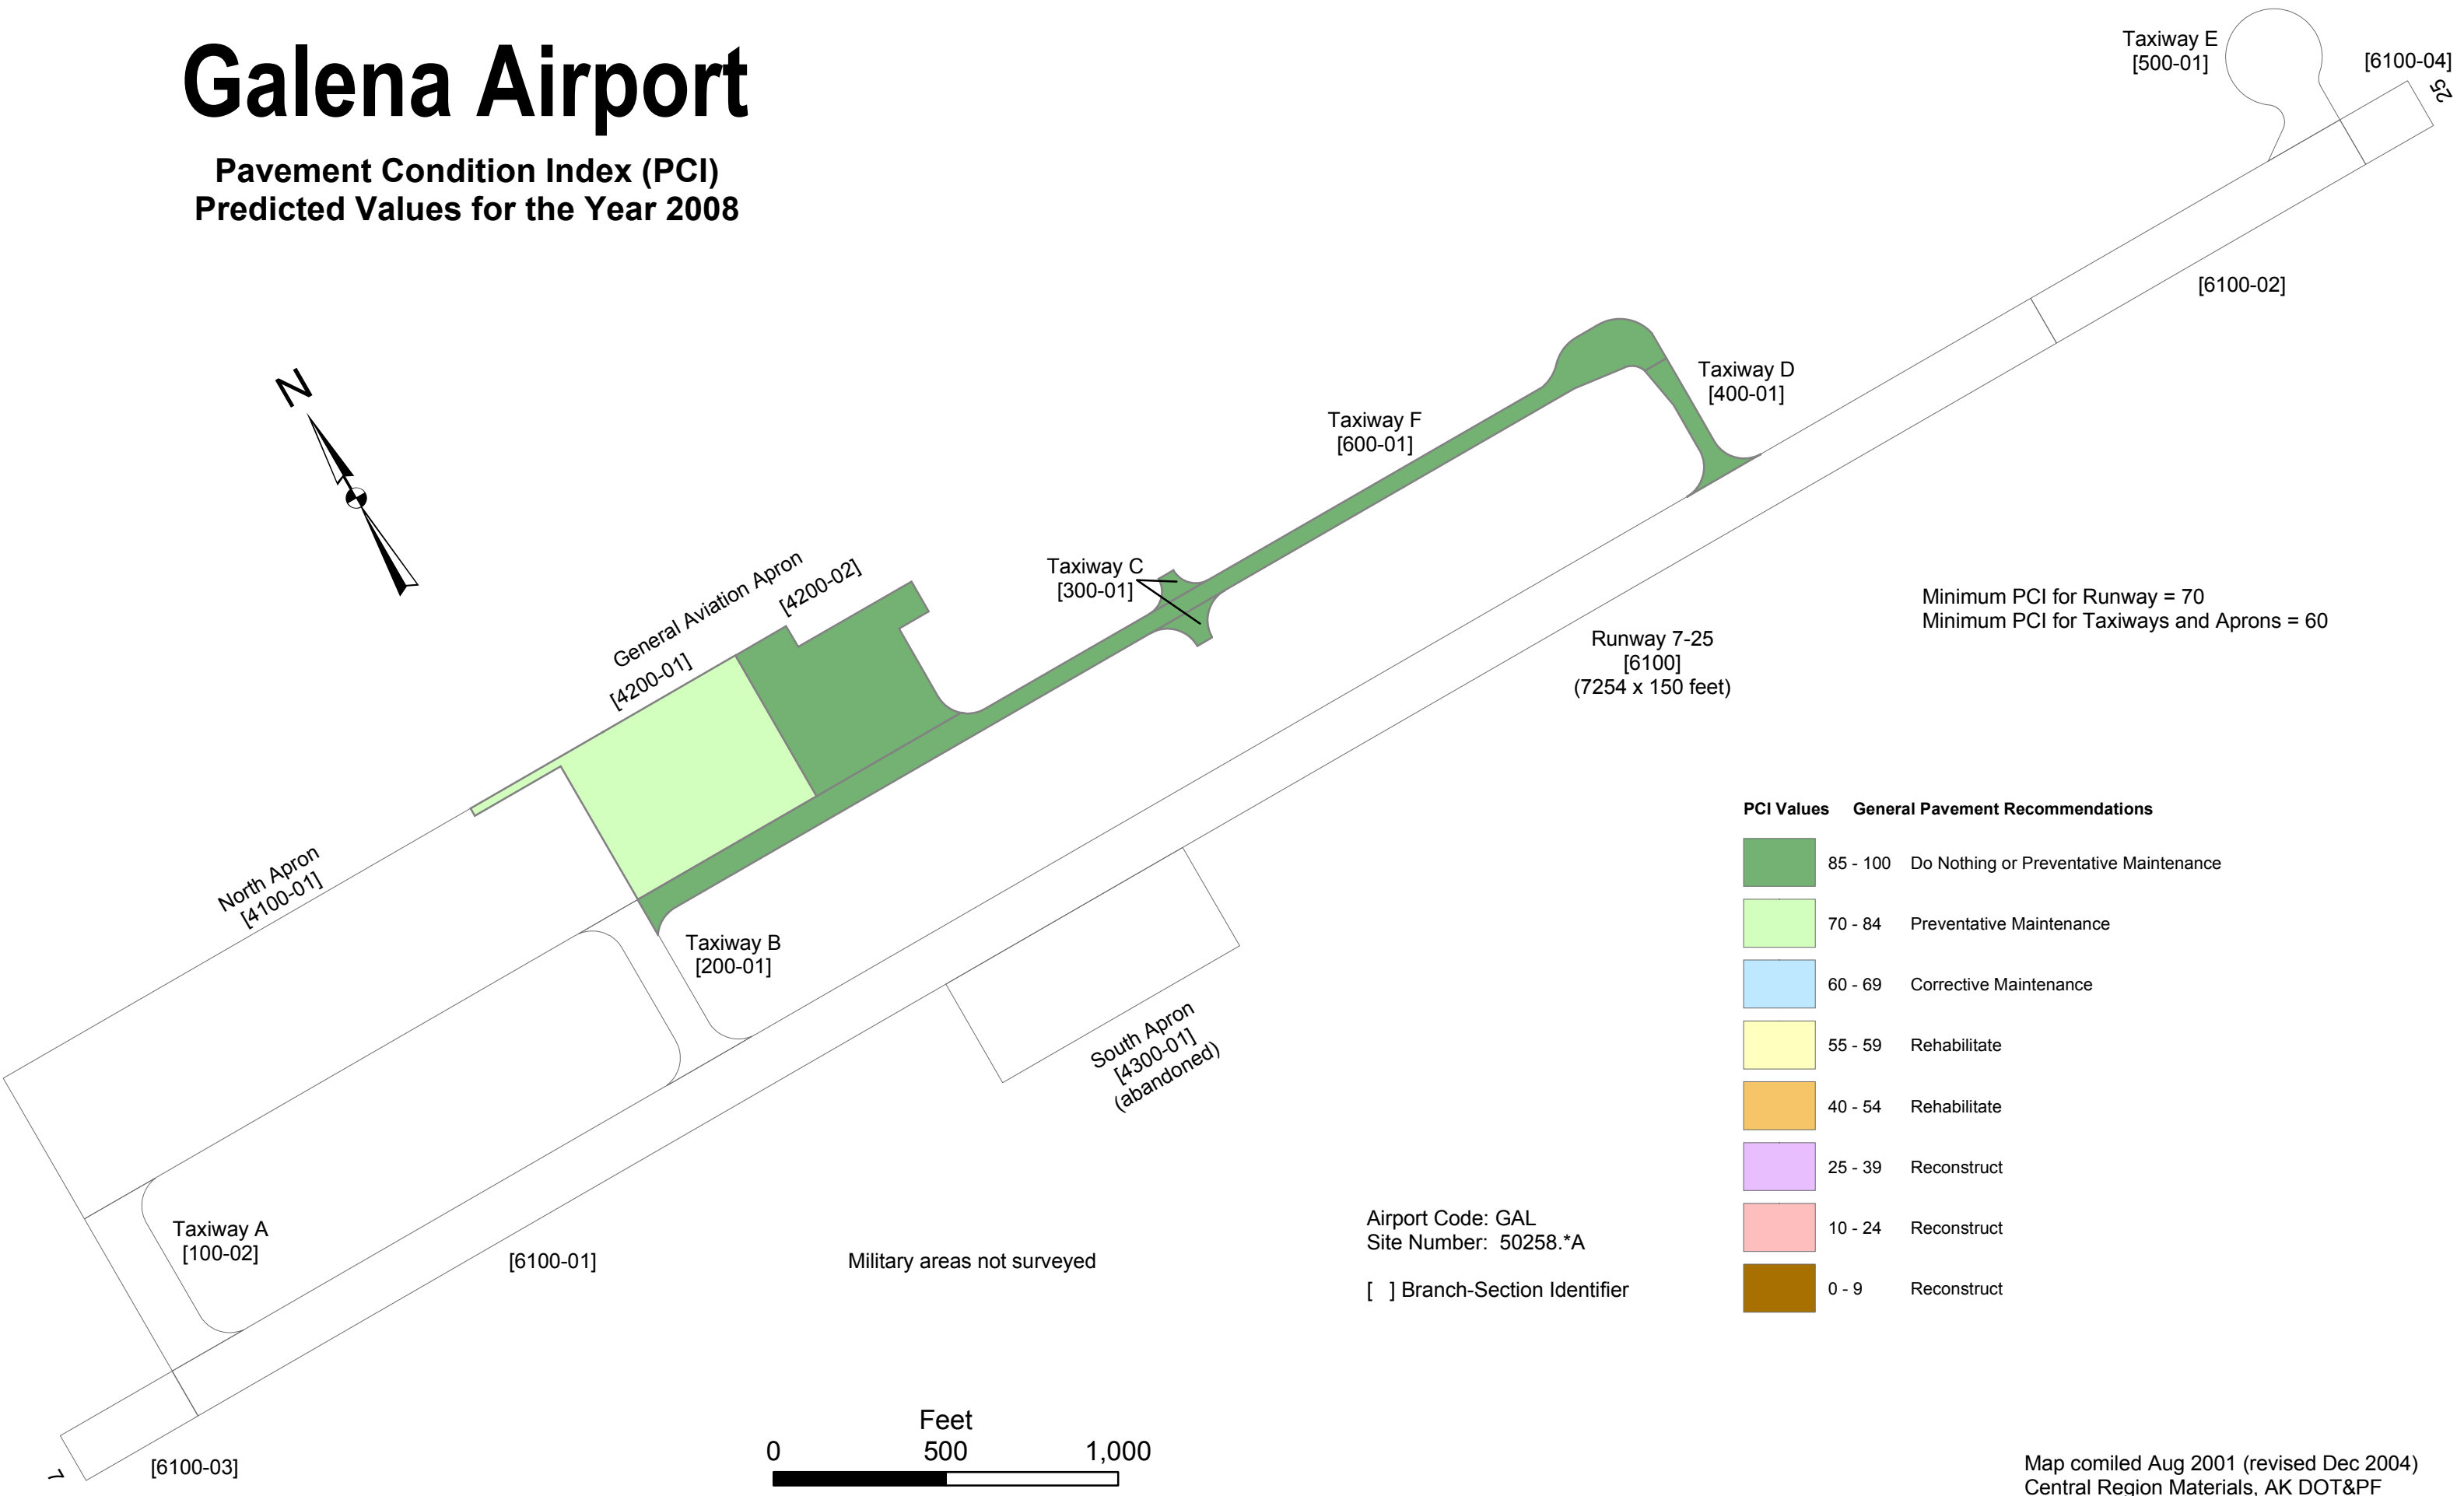 Galena Airport
Pavement Condition Index (PCI)
Predicted Values for the Year 2008
Taxiway E
[500-01]
[6100-04]
25
[6100-02]
N
Taxiway D
[400-01]
Taxiway F
[600-01]
Taxiway C
[300-01]
General Aviation Apron
[4200-02]
[4200-01]
Minimum PCI for Runway = 70
Minimum PCI for Taxiways and Aprons = 60
Runway 7-25
[6100]
(7254 x 150 feet)
North Apron
[4100-01]
Taxiway B
[200-01]
South Apron
[4300-01]
(abandoned)
Taxiway A
[100-02]
[6100-01]
Military areas not surveyed
PCI Values General Pavement Recommendations
85 - 100 Do Nothing or Preventative Maintenance
70 - 84 Preventative Maintenance
60 - 69 Corrective Maintenance
55 - 59 Rehabilitate
40 - 54 Rehabilitate
25 - 39 Reconstruct
10 - 24 Reconstruct
0 - 9 Reconstruct
Airport Code: GAL
Site Number: 50258.*A
[ ] Branch-Section Identifier
7
[6100-03]
Feet
0 500 1,000
Map comiled Aug 2001 (revised Dec 2004)
Central Region Materials, AK DOT&PF